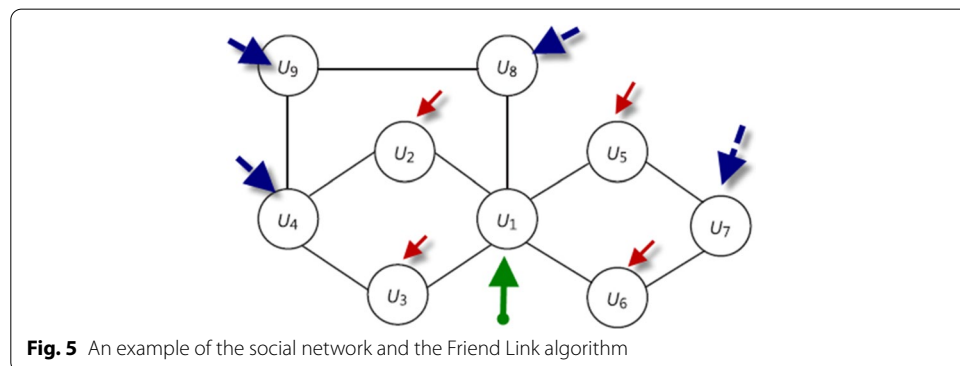 U9
U8
U2
U5
U4
U1
U7
U3
U6
Fig. 5 An example of the social network and the Friend Link algorithm